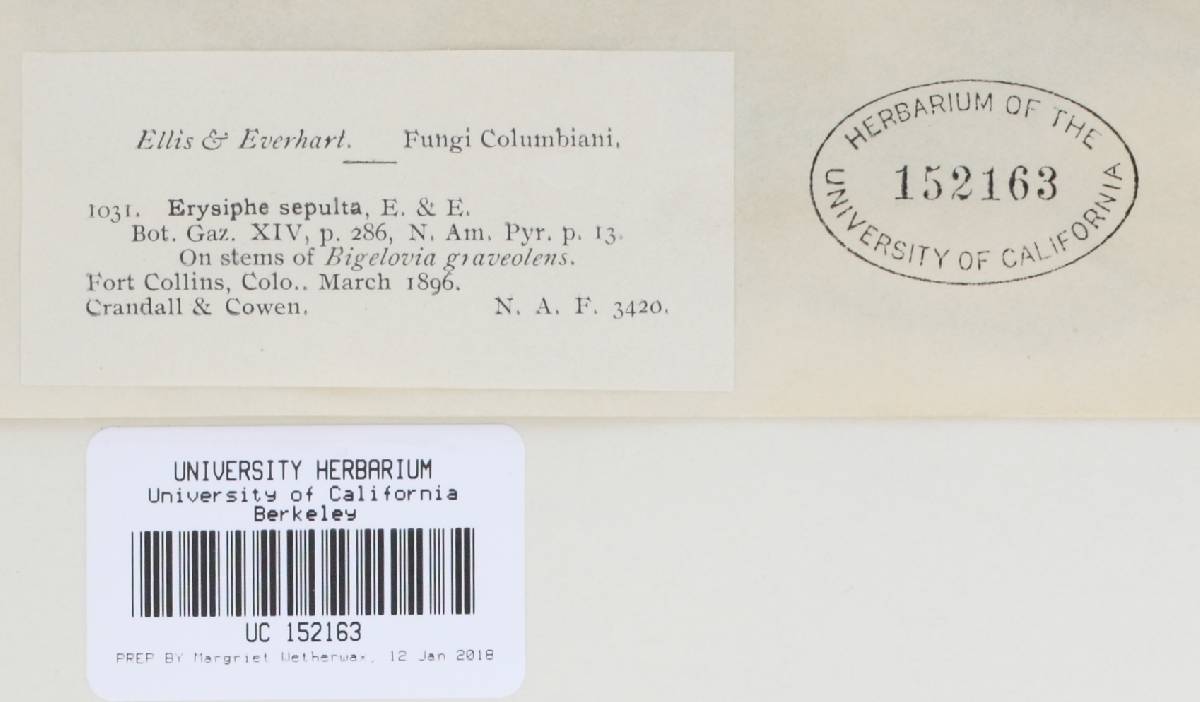 Ellis & Everhart. Fungi Columbiani,
1031. Erysiphe sepulta, E. & E.
Bot. Gaz. XIV, p. 286, N. Am. Pyr. p. 13.
On stems of Bigelovia graveolens.
Fort Collins, Colo.. March 1896.
Crandall & Cowen. N. A. F. 3420.
HERBARIUM OF THE
152163
UNIVERSITY OF CALIFORNIA
UNIVERSITY HERBARIUM
University of California
Berkeley
UC 152163
PREP BY Margriet Wetherwax, 12 Jan 2018